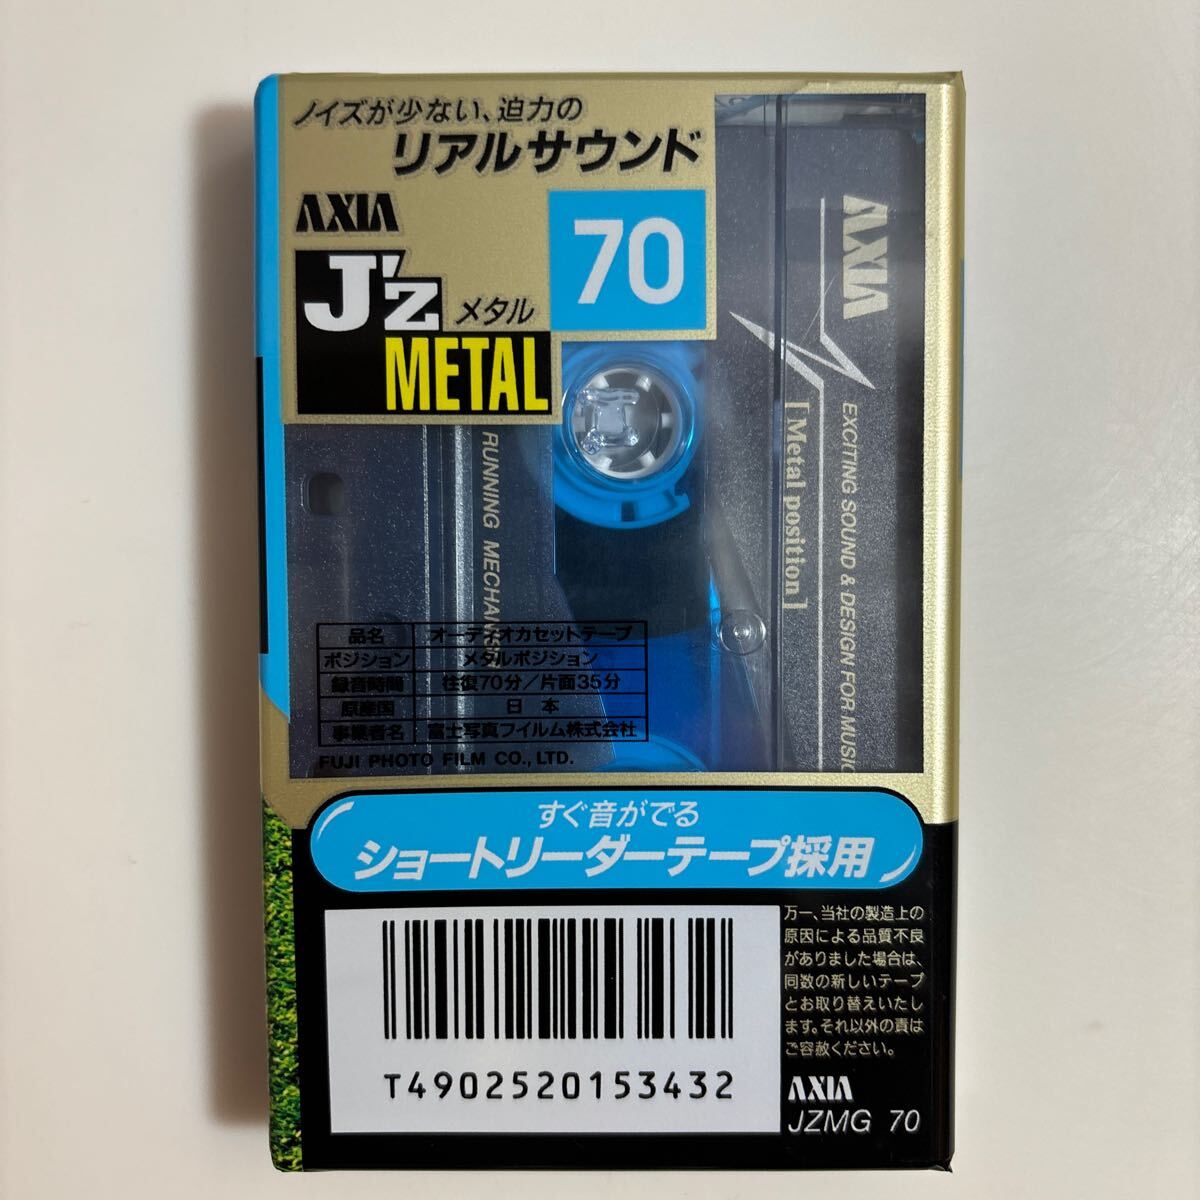 ノイズが少ない、迫力の
リアルサウンド
AXIA
J'z メタル
METAL
70
AXIA
[Metal position]
EXCITING SOUND & DESIGN FOR MUSIC
RUNNING MECHANISM
品名 オーディオカセットテープ
ポジション メタルポジション
録音時間 往復70分/片面35分
原産国 日本
事業者名 富士写真フイルム株式会社
FUJI PHOTO FILM CO., LTD.
すぐ音がでる
ショートリーダーテープ採用
T4902520153432
万一、当社の製造上の
原因による品質不良
がありました場合は、
同数の新しいテープ
とお取り替えいたし
ます。それ以外の責は
ご容赦ください。
AXIA
JZMG 70